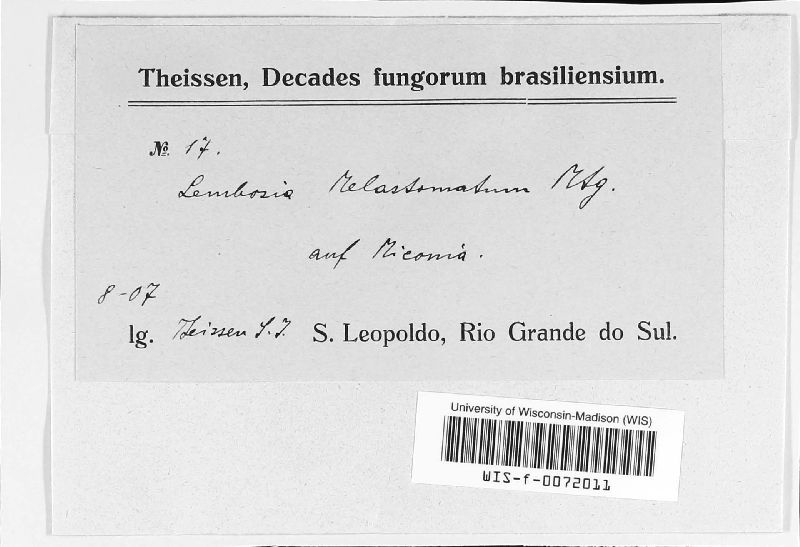 Theissen, Decades fungorum brasiliensium.
№. 17.
Lembosia Melastomatum Mtg.
auf Miconia.
8-07
lg. Theissen S.J. S. Leopoldo, Rio Grande do Sul.
University of Wisconsin-Madison (WIS)
WIS-f-0072011